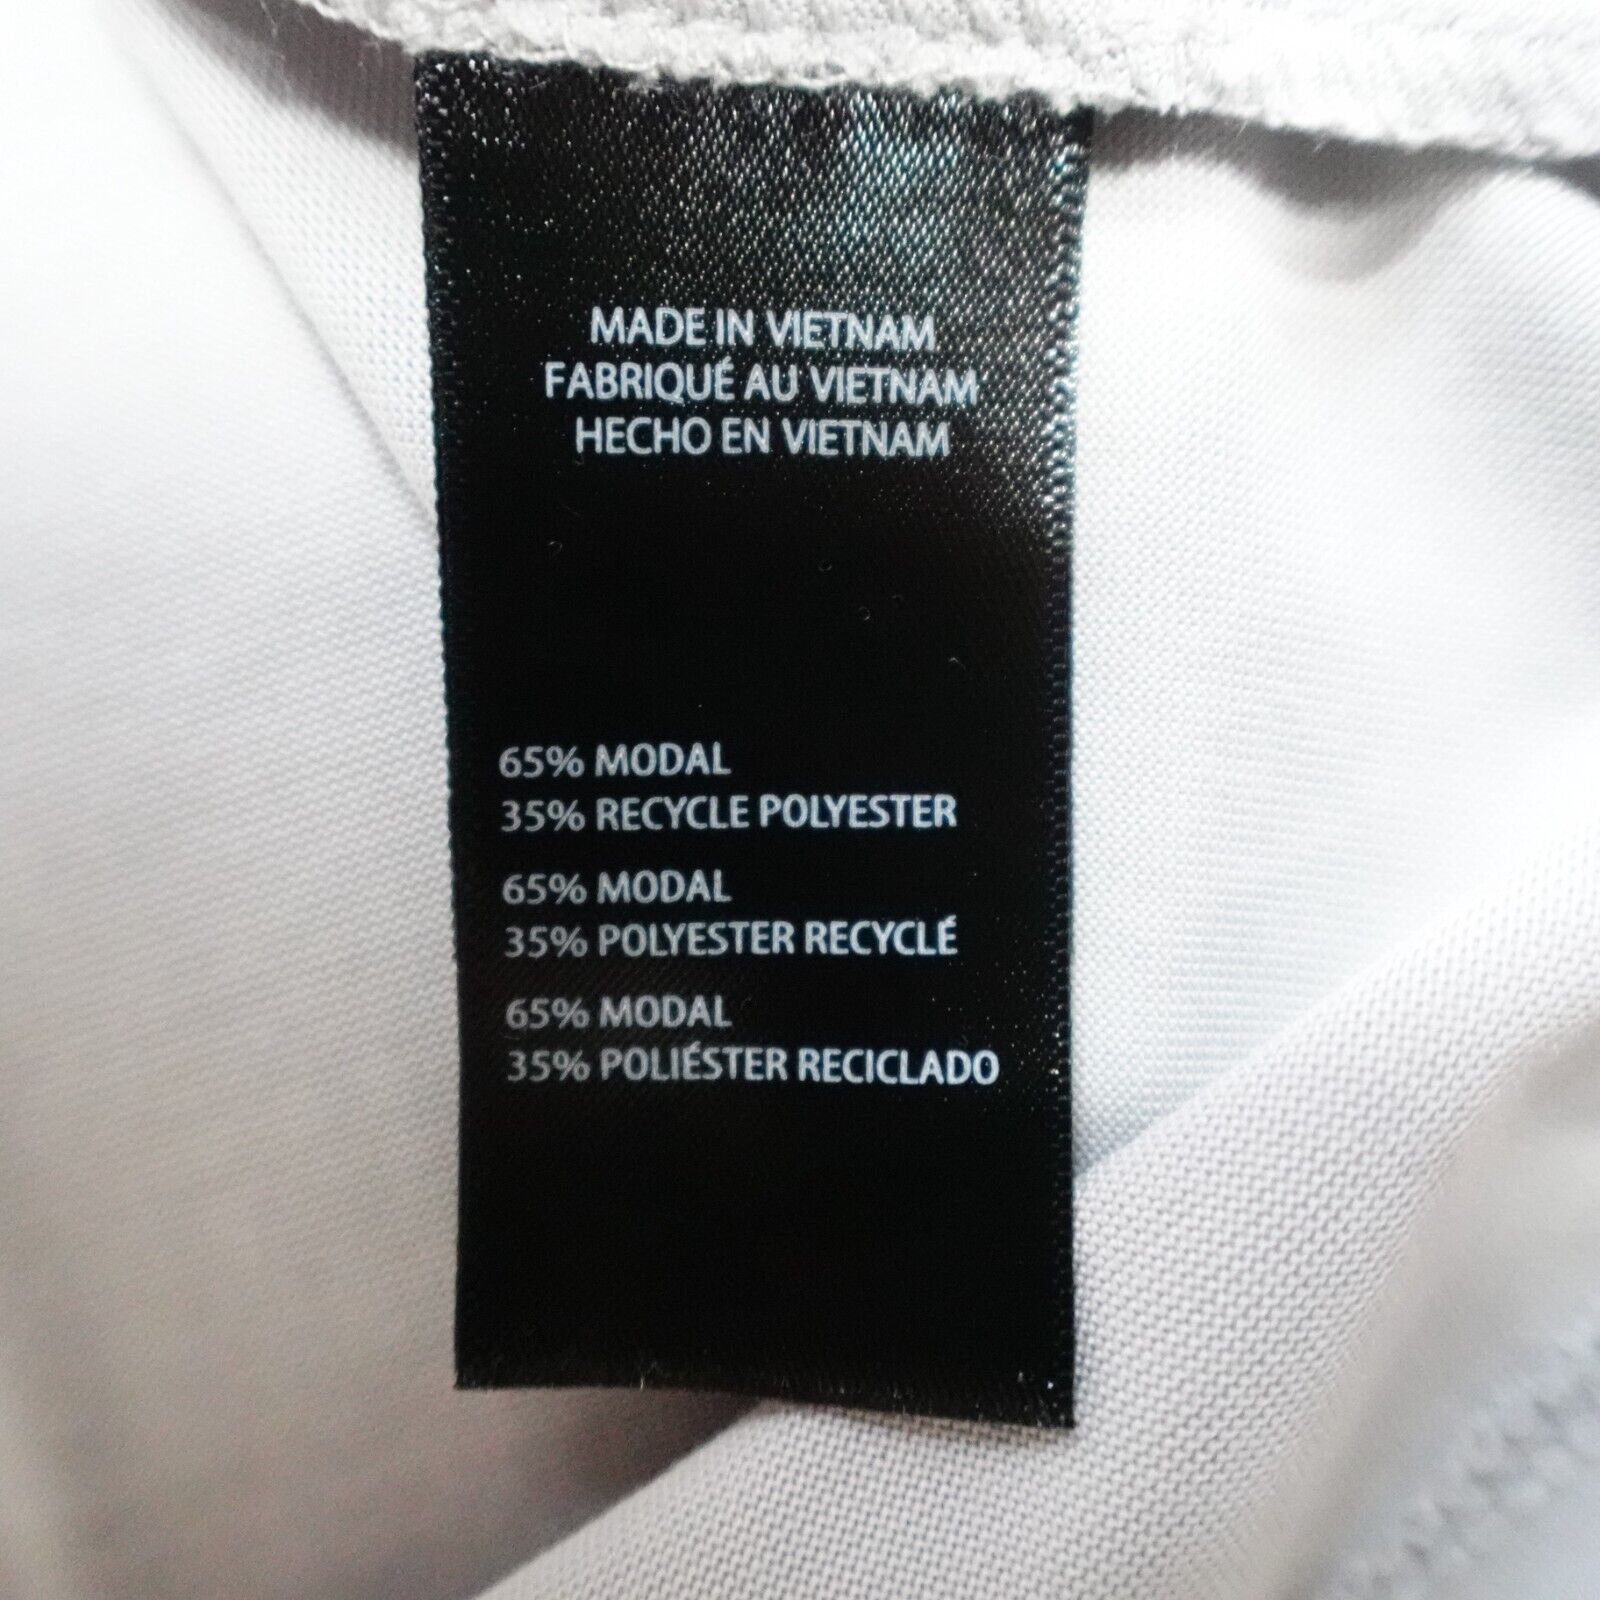 MADE IN VIETNAM
FABRIQUÉ AU VIETNAM
HECHO EN VIETNAM
65% MODAL
35% RECYCLE POLYESTER
65% MODAL
35% POLYESTER RECYCLÉ
65% MODAL
35% POLIÉSTER RECICLADO